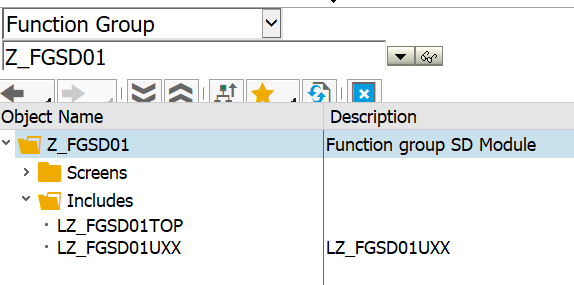 Function Group
Z_FGSD01
Object Name Description
Z_FGSD01 Function group SD Module
Screens
Includes
LZ_FGSD01TOP
LZ_FGSD01UXX LZ_FGSD01UXX